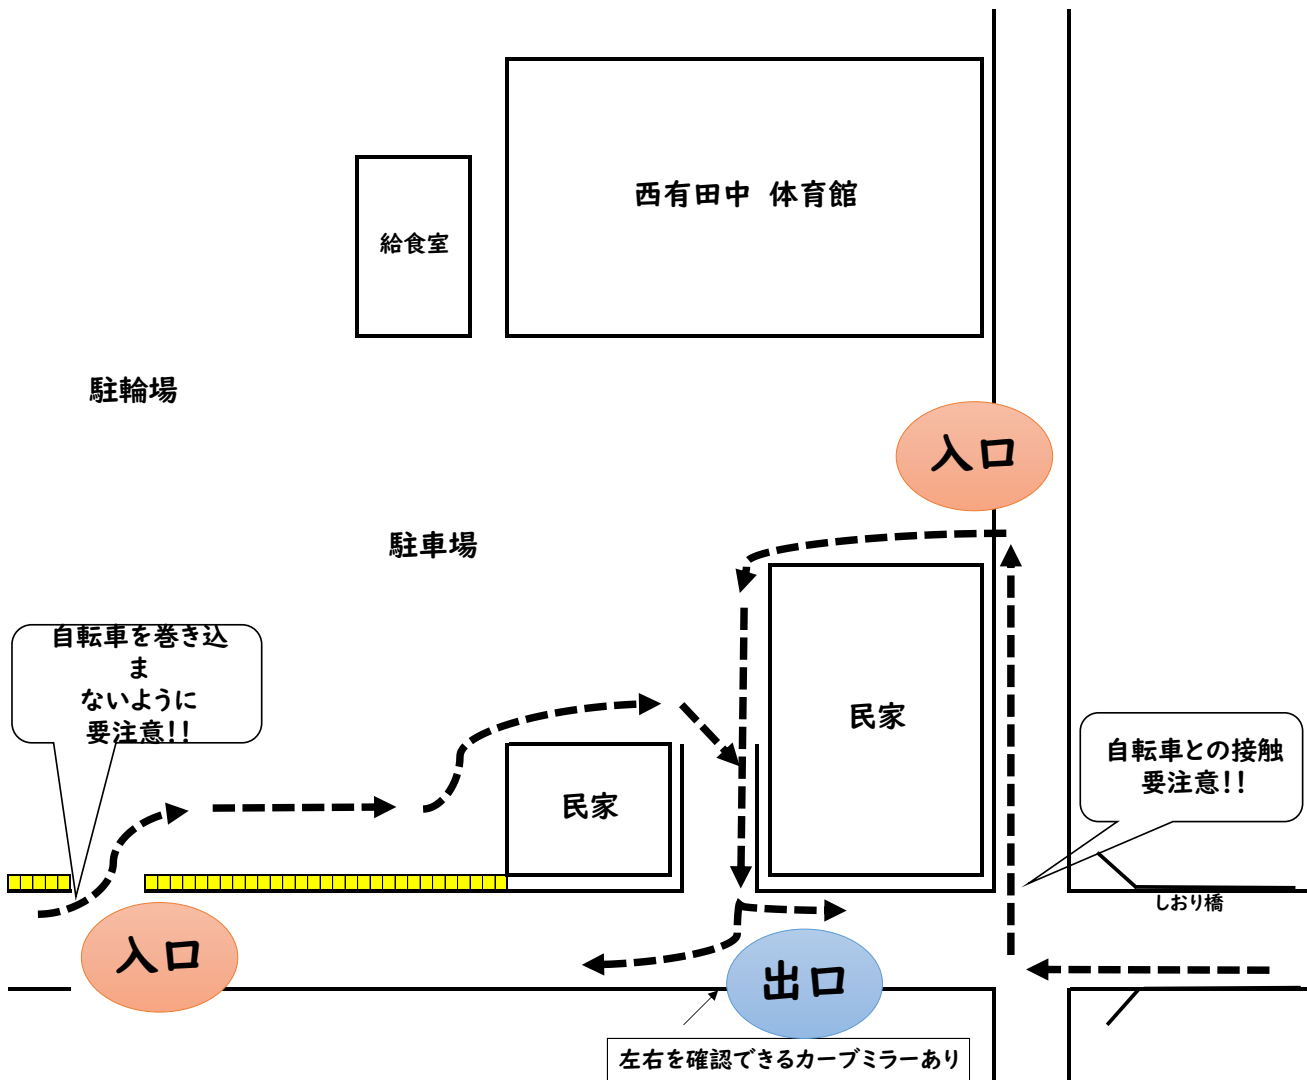 西有田中 体育館
給食室
駐輪場
入口
駐車場
自転車を巻き込
ま
ないように
要注意!!
民家
自転車との接触
要注意!!
民家
しおり橋
入口
出口
左右を確認できるカーブミラーあり